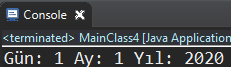 Console
<terminated> MainClass4 [Java Application
Gün: 1 Ay: 1 Yıl: 2020